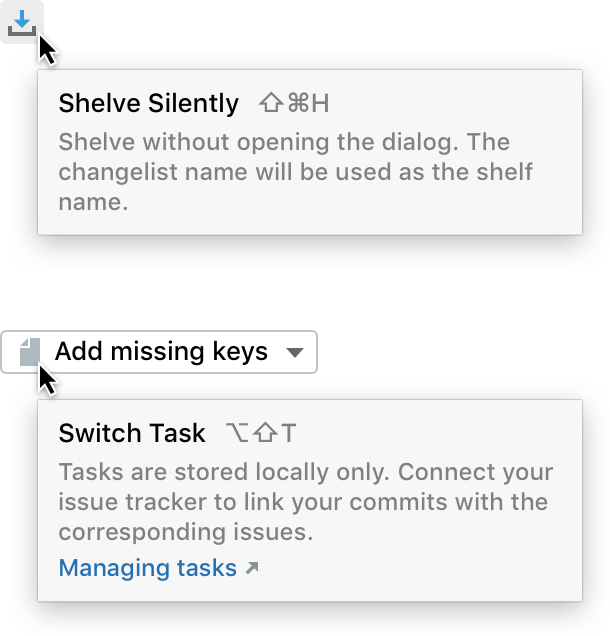 Shelve Silently ⇧⌘H
Shelve without opening the dialog. The
changelist name will be used as the shelf
name.
Add missing keys
Switch Task ⌥⇧T
Tasks are stored locally only. Connect your
issue tracker to link your commits with the
corresponding issues.
Managing tasks ↗